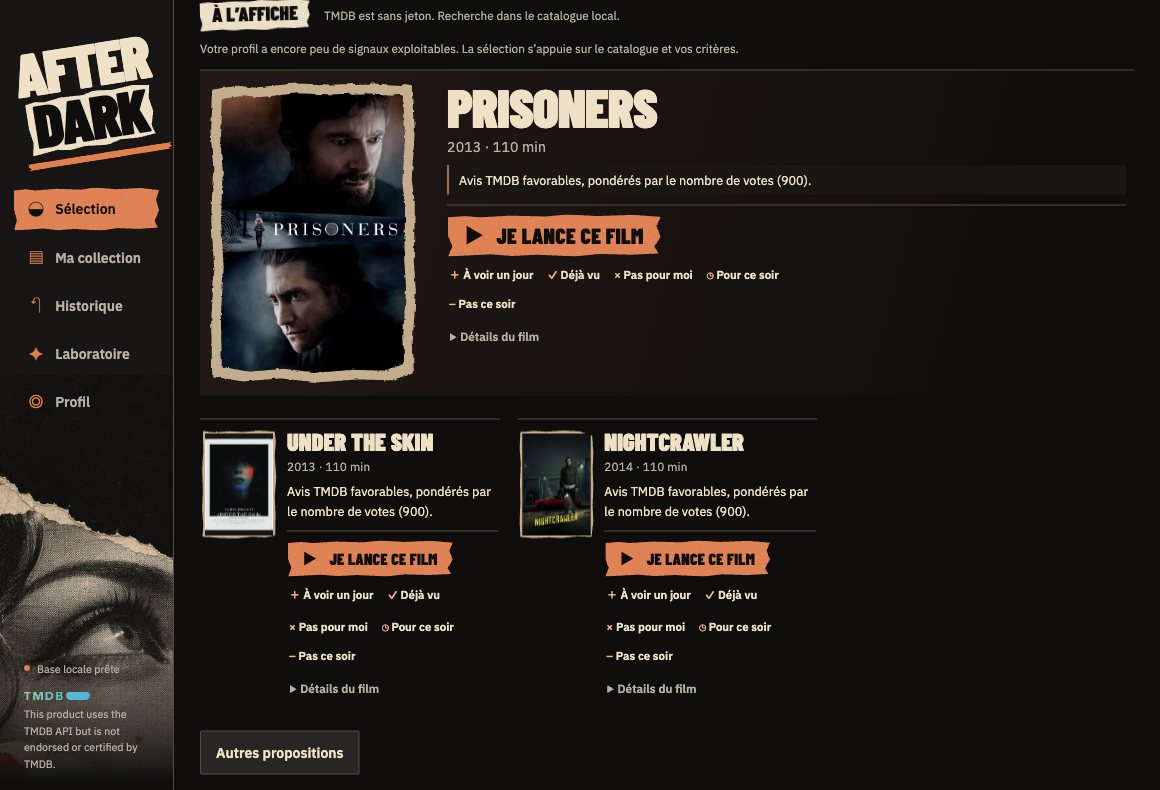 AFTER
DARK
Sélection
Ma collection
Historique
Laboratoire
Profil
Base locale prête
TMDB
This product uses the
TMDB API but is not
endorsed or certified by
TMDB.
À L'AFFICHE
TMDB est sans jeton. Recherche dans le catalogue local.
Votre profil a encore peu de signaux exploitables. La sélection s'appuie sur le catalogue et vos critères.
PRISONERS
PRISONERS
2013 · 110 min
Avis TMDB favorables, pondérés par le nombre de votes (900).
JE LANCE CE FILM
+ À voir un jour ✓ Déjà vu × Pas pour moi ◷ Pour ce soir
– Pas ce soir
▶ Détails du film
UNDER THE SKIN
UNDER THE SKIN
2013 · 110 min
Avis TMDB favorables, pondérés par
le nombre de votes (900).
JE LANCE CE FILM
+ À voir un jour ✓ Déjà vu
× Pas pour moi ◷ Pour ce soir
– Pas ce soir
▶ Détails du film
NIGHTCRAWLER
NIGHTCRAWLER
2014 · 110 min
Avis TMDB favorables, pondérés par
le nombre de votes (900).
JE LANCE CE FILM
+ À voir un jour ✓ Déjà vu
× Pas pour moi ◷ Pour ce soir
– Pas ce soir
▶ Détails du film
Autres propositions